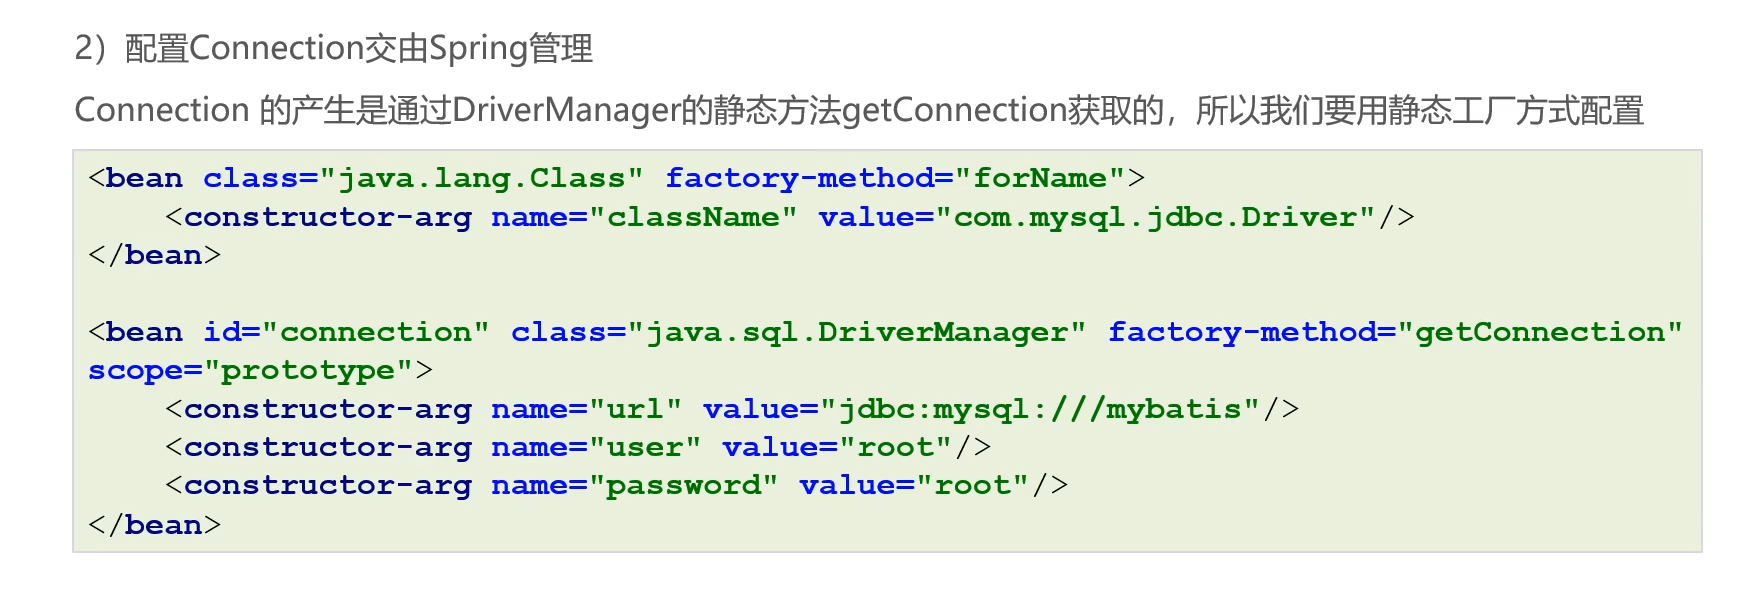 2）配置Connection交由Spring管理
Connection 的产生是通过DriverManager的静态方法getConnection获取的，所以我们要用静态工厂方式配置
<bean class="java.lang.Class" factory-method="forName">
    <constructor-arg name="className" value="com.mysql.jdbc.Driver"/>
</bean>
<bean id="connection" class="java.sql.DriverManager" factory-method="getConnection"
scope="prototype">
    <constructor-arg name="url" value="jdbc:mysql:///mybatis"/>
    <constructor-arg name="user" value="root"/>
    <constructor-arg name="password" value="root"/>
</bean>